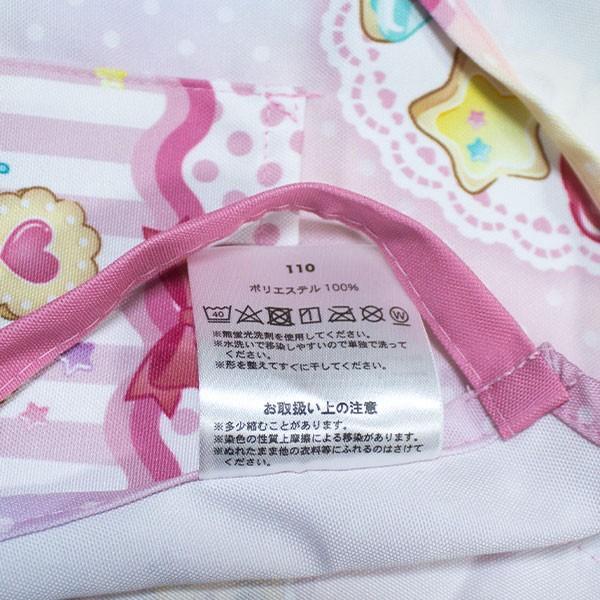 110
ポリエステル 100%
40 W
※無蛍光洗剤を使用してください。
※水洗いで移染しやすいので単独で洗って
ください。
※形を整えてすぐに干してください。
お取扱い上の注意
※多少縮むことがあります。
※染色の性質上摩擦による移染があります。
※ぬれたまま他の衣料等にふれるのはさけて
ください。